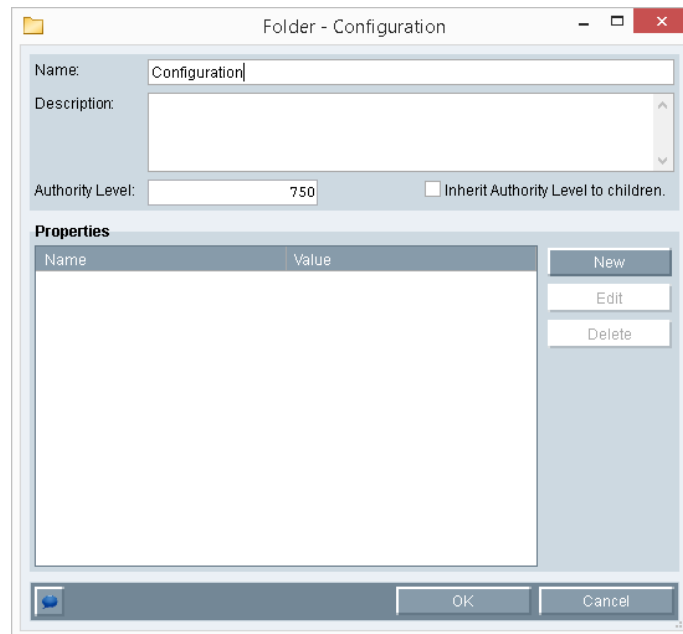 Folder - Configuration
Name: Configuration
Description:
Authority Level: 750 Inherit Authority Level to children.
Properties
Name Value New
Edit
Delete
OK Cancel